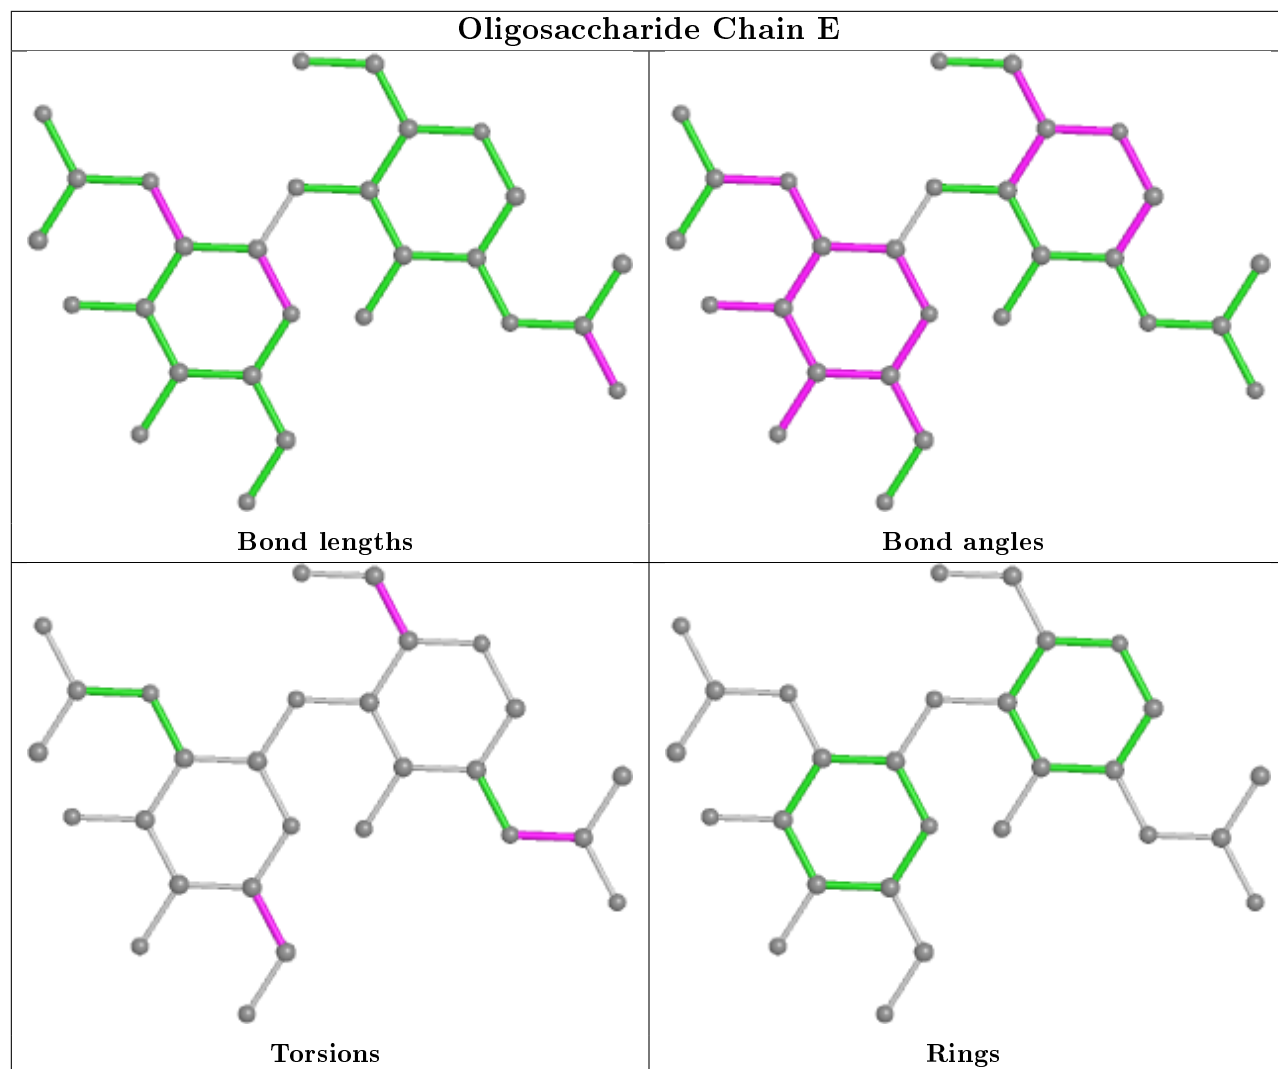 Oligosaccharide Chain E
Bond lengths
Bond angles
Torsions
Rings